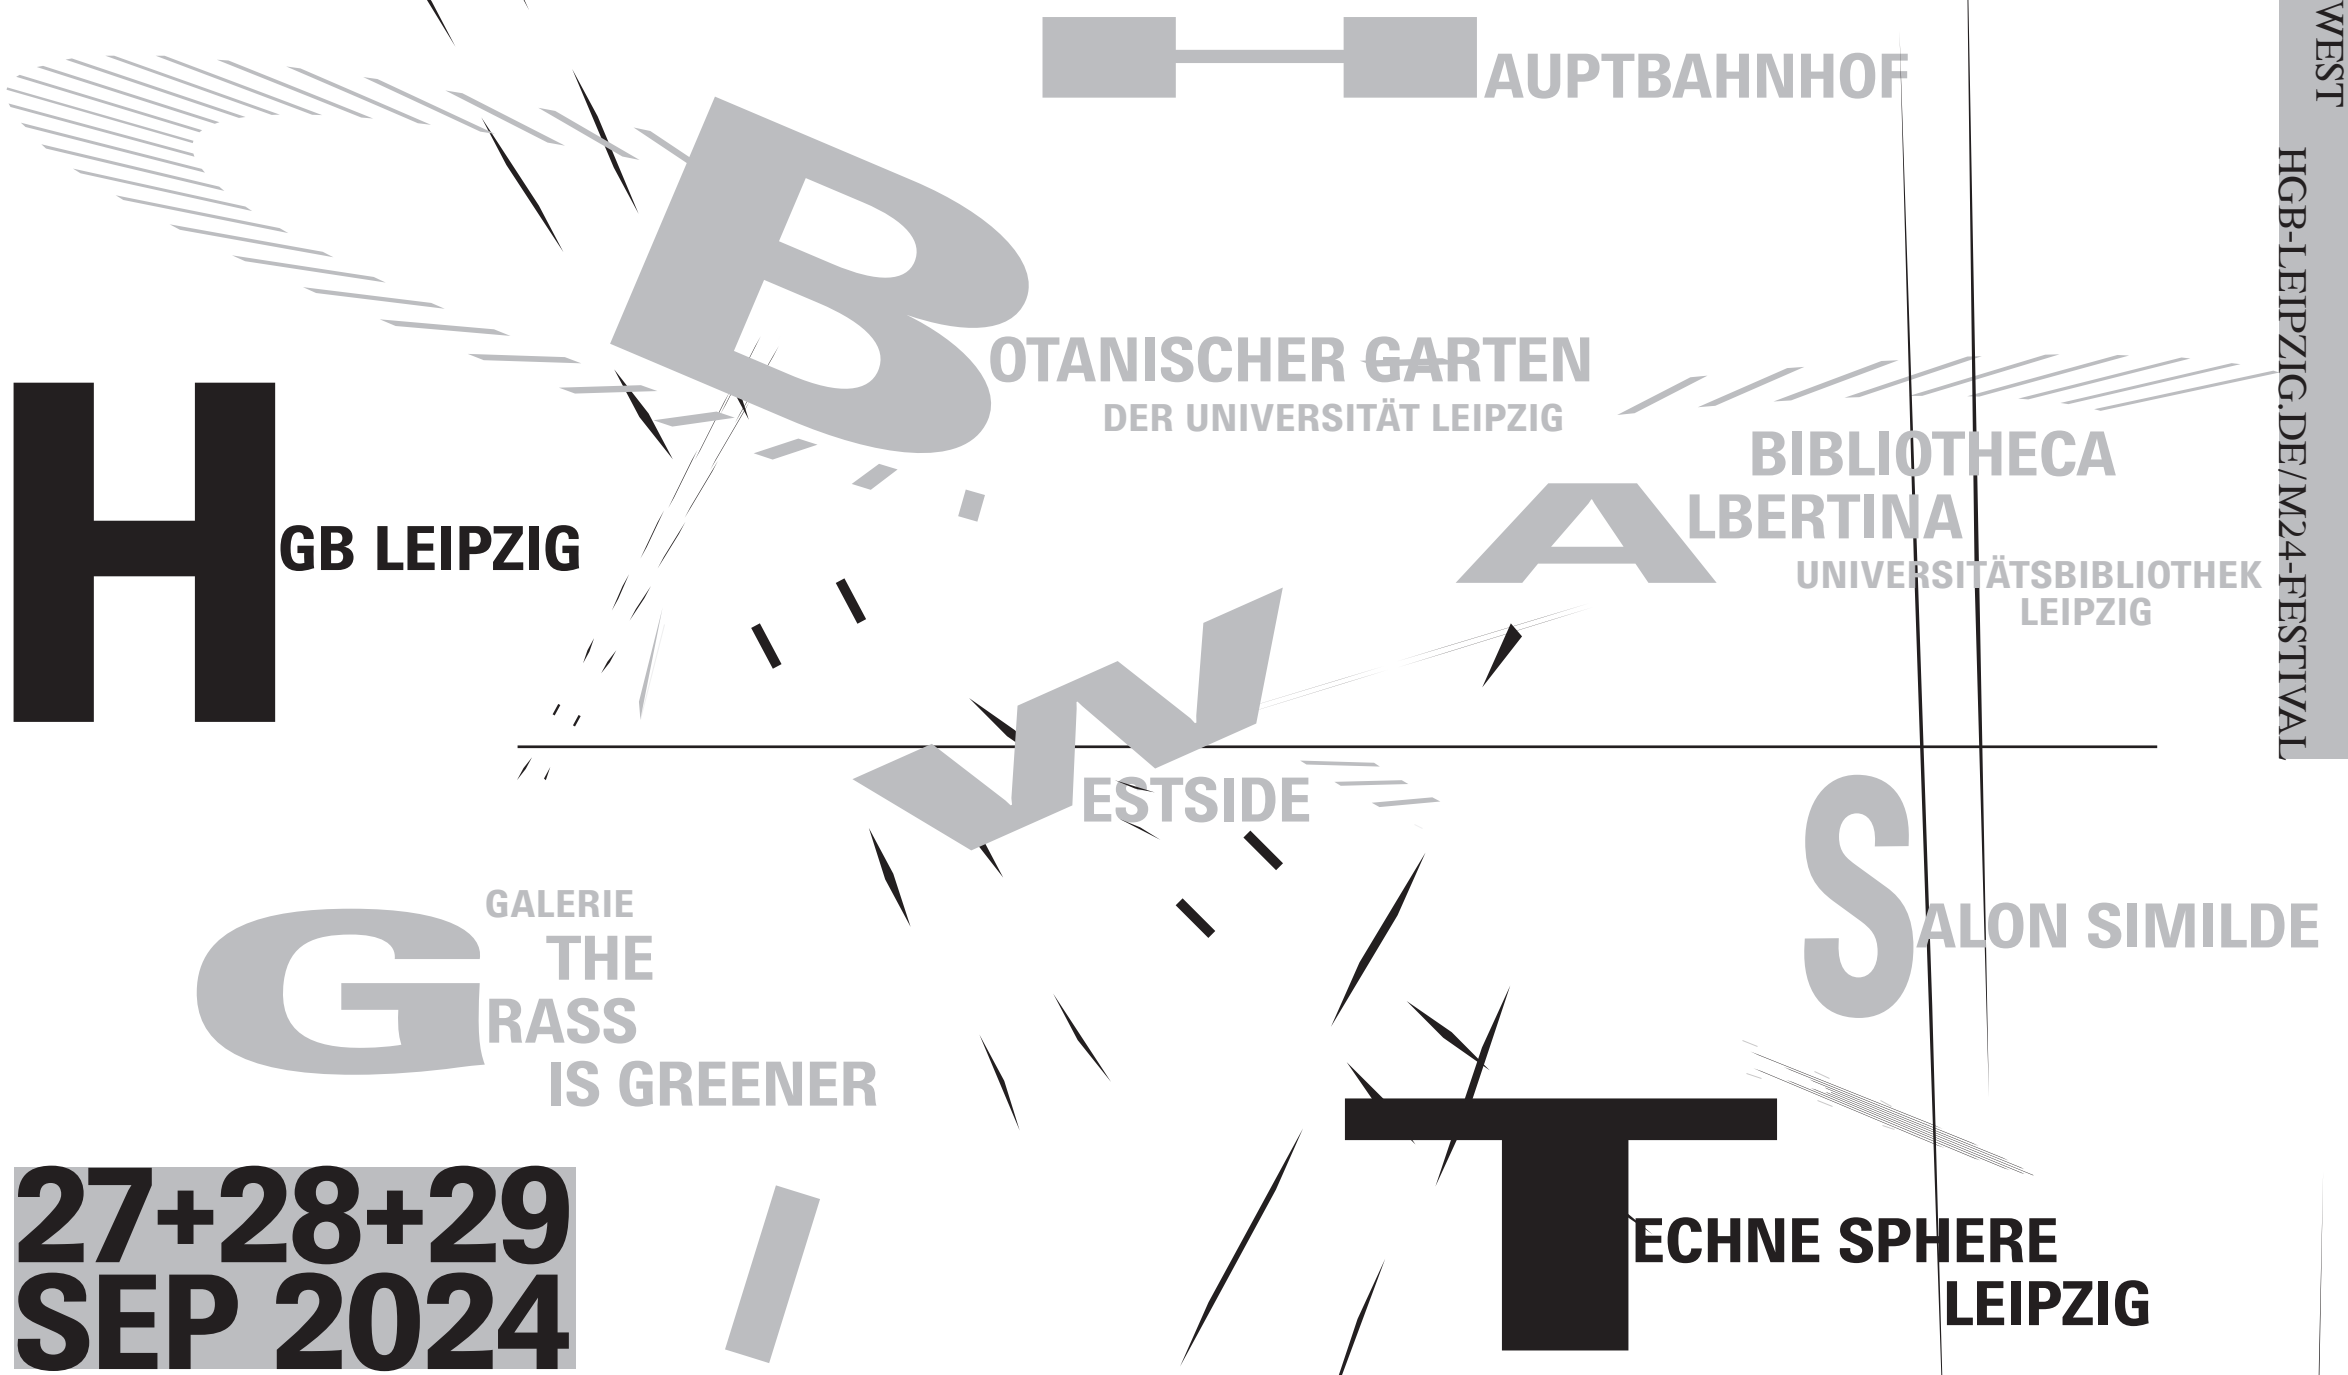 HAUPTBAHNHOF
WEST
HGB-LEIPZIG.DE/M24-FESTIVAL
BOTANISCHER GARTEN
DER UNIVERSITÄT LEIPZIG
BIBLIOTHECA
ALBERTINA
UNIVERSITÄTSBIBLIOTHEK
LEIPZIG
HGB LEIPZIG
WESTSIDE
SALON SIMILDE
GALERIE
THE
GRASS
IS GREENER
27+28+29
SEP 2024
TECHNE SPHERE
LEIPZIG